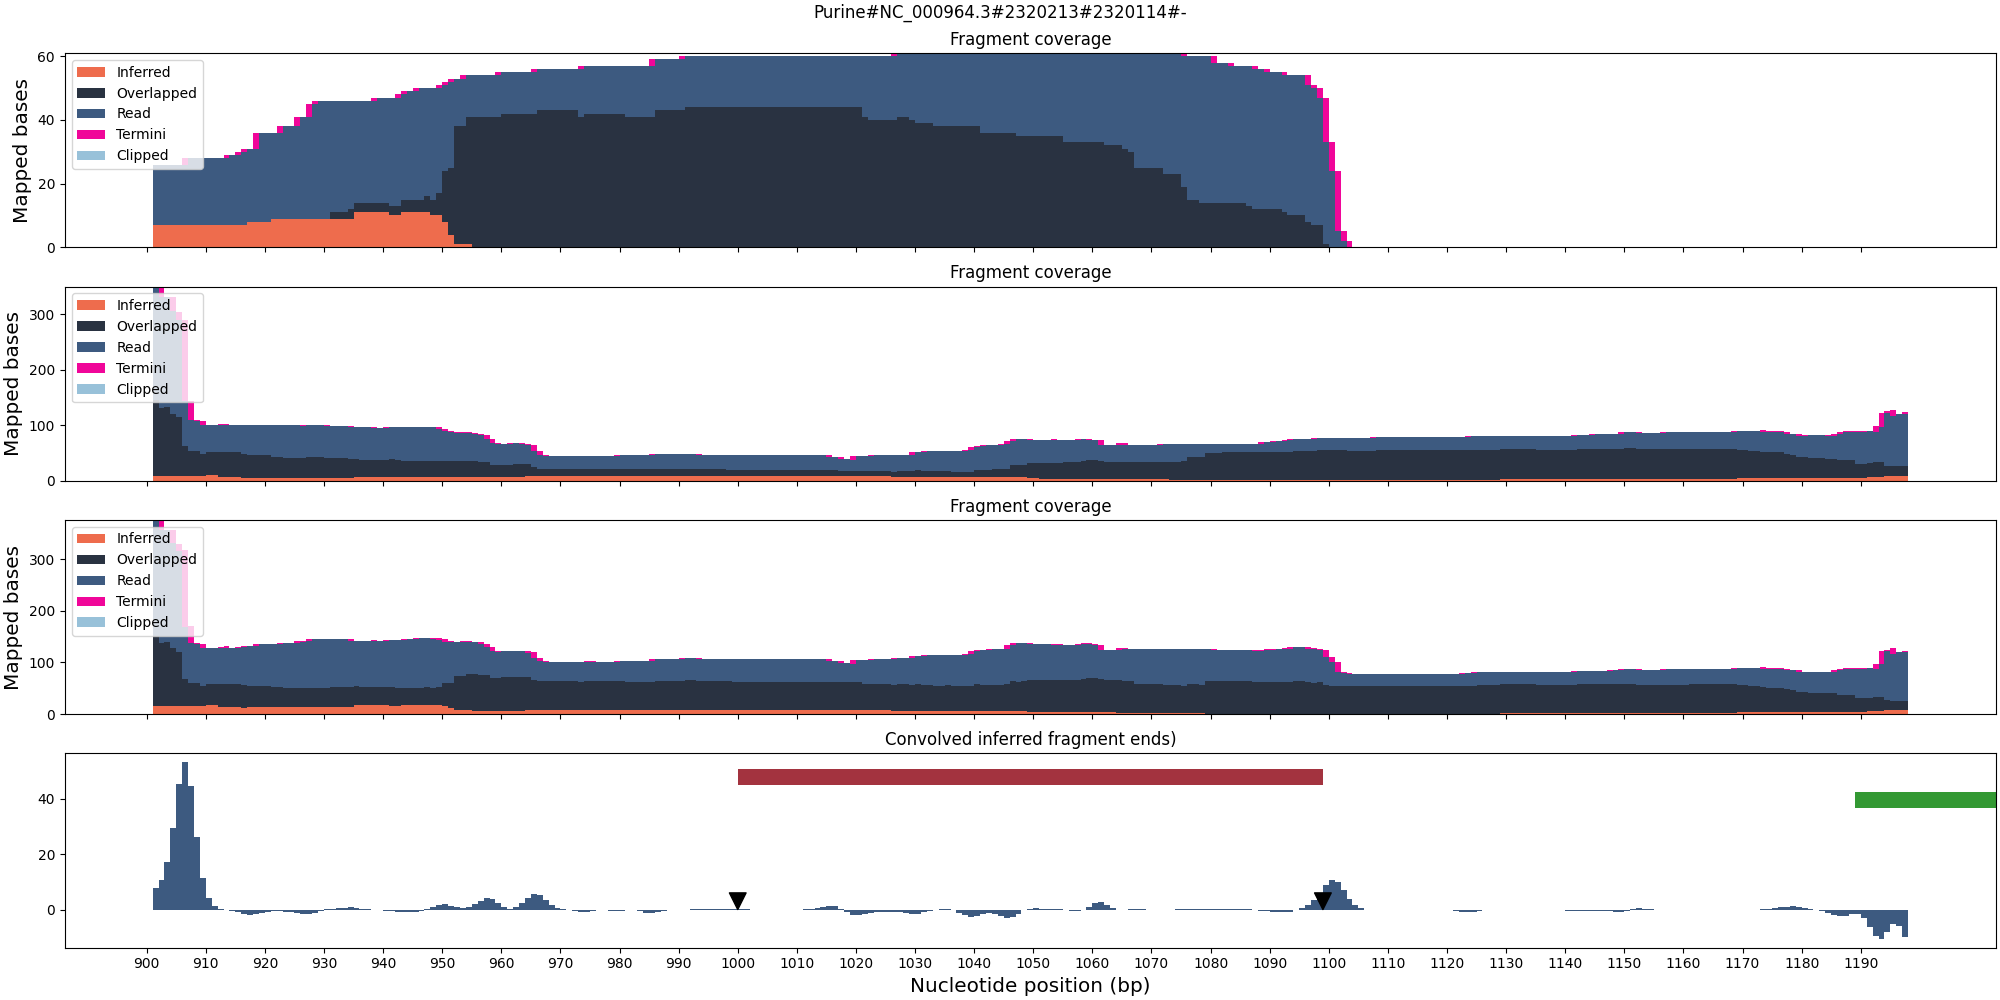 Purine#NC_000964.3#2320213#2320114#-
Fragment coverage
60
40
20
0
Mapped bases
Inferred
Overlapped
Read
Termini
Clipped
Fragment coverage
300
200
100
0
Mapped bases
Inferred
Overlapped
Read
Termini
Clipped
Fragment coverage
300
200
100
0
Mapped bases
Inferred
Overlapped
Read
Termini
Clipped
Convolved inferred fragment ends)
40
20
0
900 910 920 930 940 950 960 970 980 990 1000 1010 1020 1030 1040 1050 1060 1070 1080 1090 1100 1110 1120 1130 1140 1150 1160 1170 1180 1190
Nucleotide position (bp)